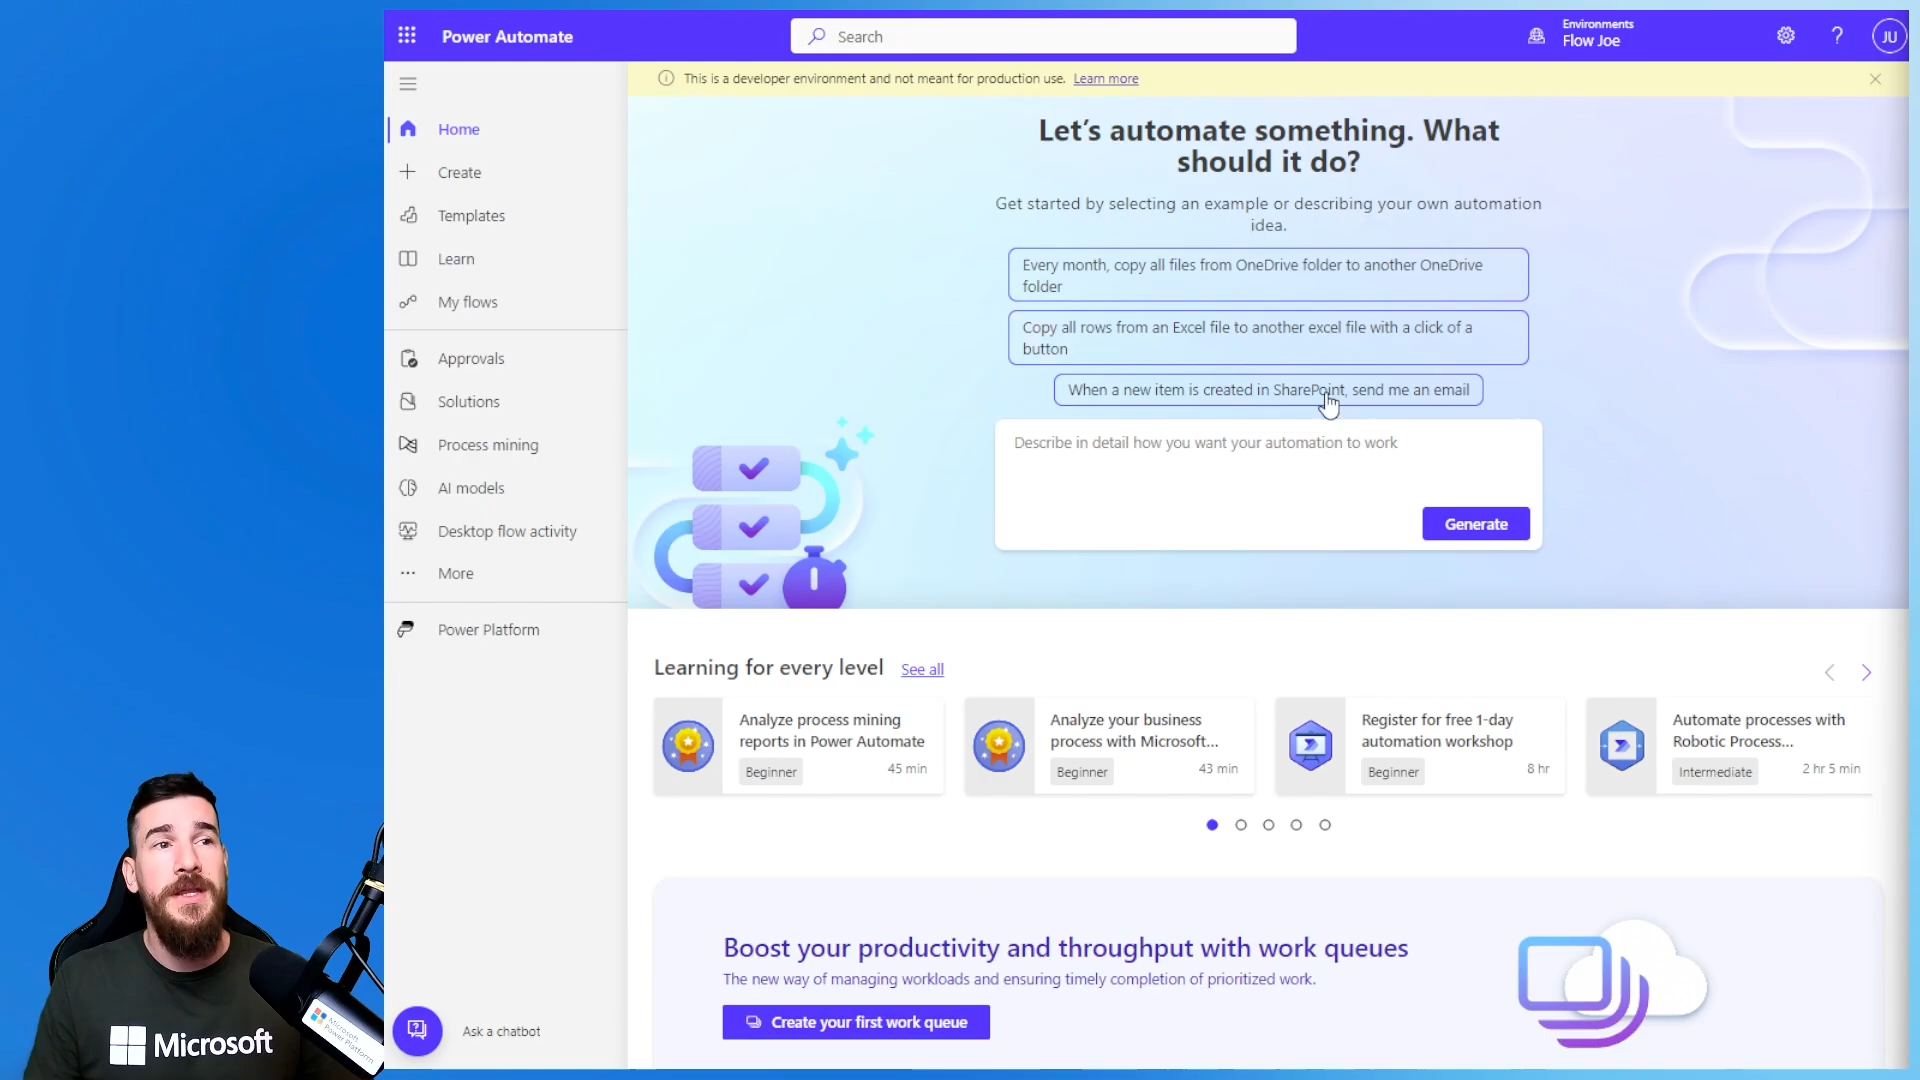 Power Automate
Search
Environments
Flow Joe
JU
This is a developer environment and not meant for production use. Learn more
Home
Create
Templates
Learn
My flows
Approvals
Solutions
Process mining
AI models
Desktop flow activity
More
Power Platform
Ask a chatbot
Let's automate something. What
should it do?
Get started by selecting an example or describing your own automation
idea.
Every month, copy all files from OneDrive folder to another OneDrive
folder
Copy all rows from an Excel file to another excel file with a click of a
button
When a new item is created in SharePoint, send me an email
Describe in detail how you want your automation to work
Generate
Learning for every level See all
Analyze process mining
reports in Power Automate
Beginner 45 min
Analyze your business
process with Microsoft...
Beginner 43 min
Register for free 1-day
automation workshop
Beginner 8 hr
Automate processes with
Robotic Process...
Intermediate 2 hr 5 min
Boost your productivity and throughput with work queues
The new way of managing workloads and ensuring timely completion of prioritized work.
Create your first work queue
Microsoft
Microsoft
Power Platform